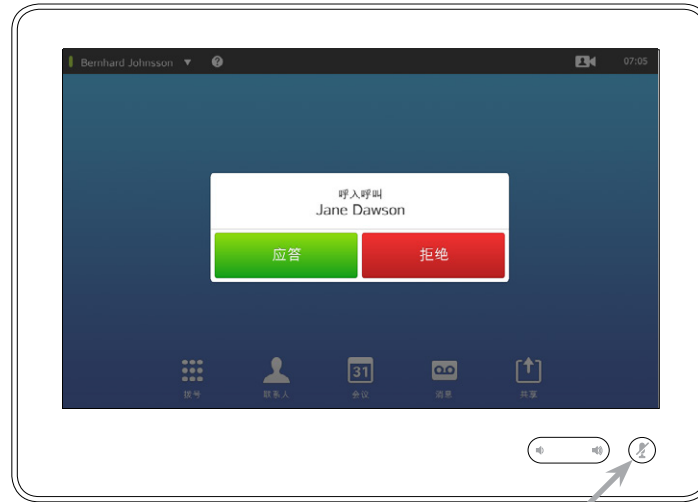 Bernhard Johnsson
07:05
呼入呼叫
Jane Dawson
应答
拒绝
31
拨号
联系人
会议
消息
共享